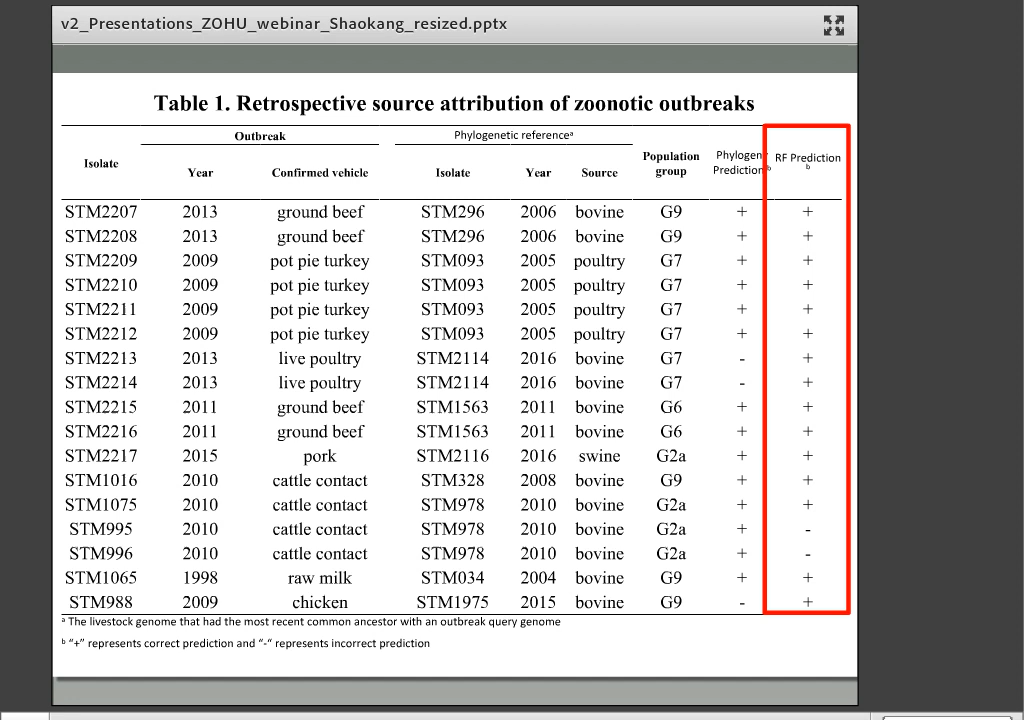 v2_Presentations_ZOHU_webinar_Shaokang_resized.pptx
Table 1. Retrospective source attribution of zoonotic outbreaks
Outbreak Phylogenetic referenceᵃ
Isolate Year Confirmed vehicle Isolate Year Source Population group Phylogeny Predictionᵇ RF Prediction ᵇ
STM2207 2013 ground beef STM296 2006 bovine G9 + +
STM2208 2013 ground beef STM296 2006 bovine G9 + +
STM2209 2009 pot pie turkey STM093 2005 poultry G7 + +
STM2210 2009 pot pie turkey STM093 2005 poultry G7 + +
STM2211 2009 pot pie turkey STM093 2005 poultry G7 + +
STM2212 2009 pot pie turkey STM093 2005 poultry G7 + +
STM2213 2013 live poultry STM2114 2016 bovine G7 - +
STM2214 2013 live poultry STM2114 2016 bovine G7 - +
STM2215 2011 ground beef STM1563 2011 bovine G6 + +
STM2216 2011 ground beef STM1563 2011 bovine G6 + +
STM2217 2015 pork STM2116 2016 swine G2a + +
STM1016 2010 cattle contact STM328 2008 bovine G9 + +
STM1075 2010 cattle contact STM978 2010 bovine G2a + +
STM995 2010 cattle contact STM978 2010 bovine G2a + -
STM996 2010 cattle contact STM978 2010 bovine G2a + -
STM1065 1998 raw milk STM034 2004 bovine G9 + +
STM988 2009 chicken STM1975 2015 bovine G9 - +
ᵃ The livestock genome that had the most recent common ancestor with an outbreak query genome
ᵇ "+" represents correct prediction and "-" represents incorrect prediction